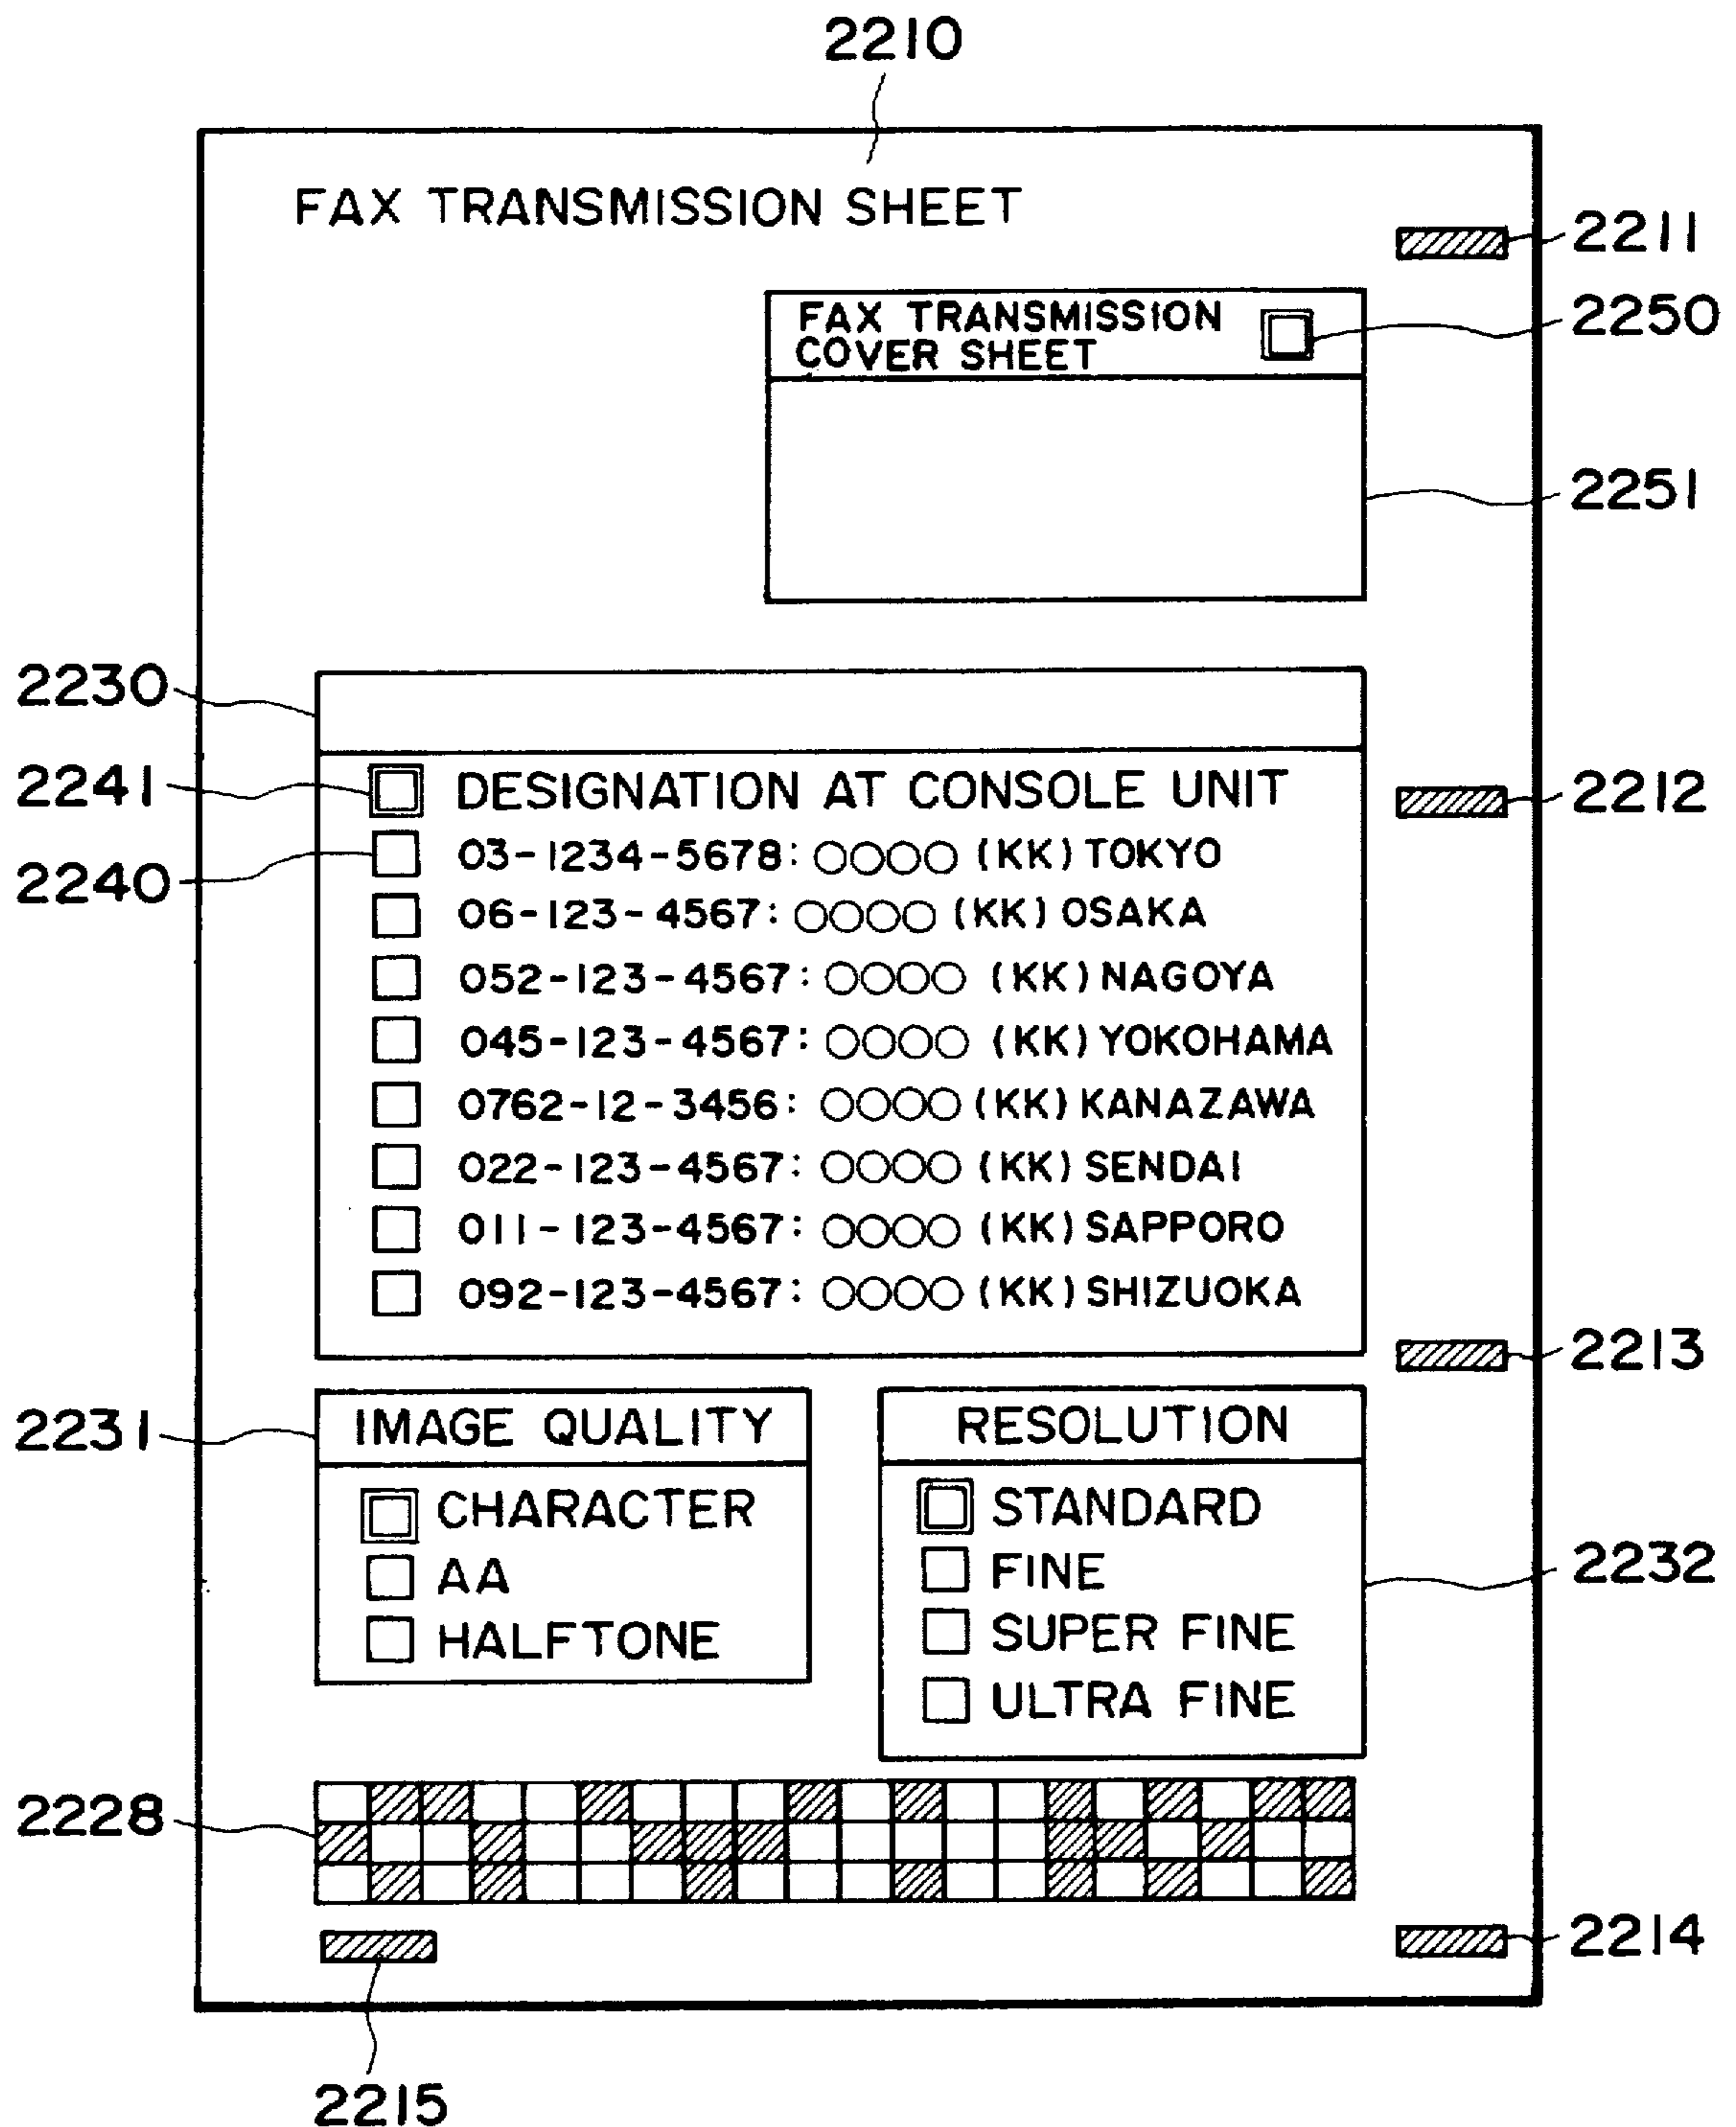 2210
FAX TRANSMISSION SHEET
2211
FAX TRANSMISSION
COVER SHEET
2250
2251
2230
2241
DESIGNATION AT CONSOLE UNIT
2212
2240
03-1234-5678: ○○○○ (KK) TOKYO
06-123-4567: ○○○○ (KK) OSAKA
052-123-4567: ○○○○ (KK) NAGOYA
045-123-4567: ○○○○ (KK) YOKOHAMA
0762-12-3456: ○○○○ (KK) KANAZAWA
022-123-4567: ○○○○ (KK) SENDAI
011-123-4567: ○○○○ (KK) SAPPORO
092-123-4567: ○○○○ (KK) SHIZUOKA
2213
2231
IMAGE QUALITY
CHARACTER
AA
HALFTONE
RESOLUTION
STANDARD
FINE
SUPER FINE
ULTRA FINE
2232
2228
2214
2215